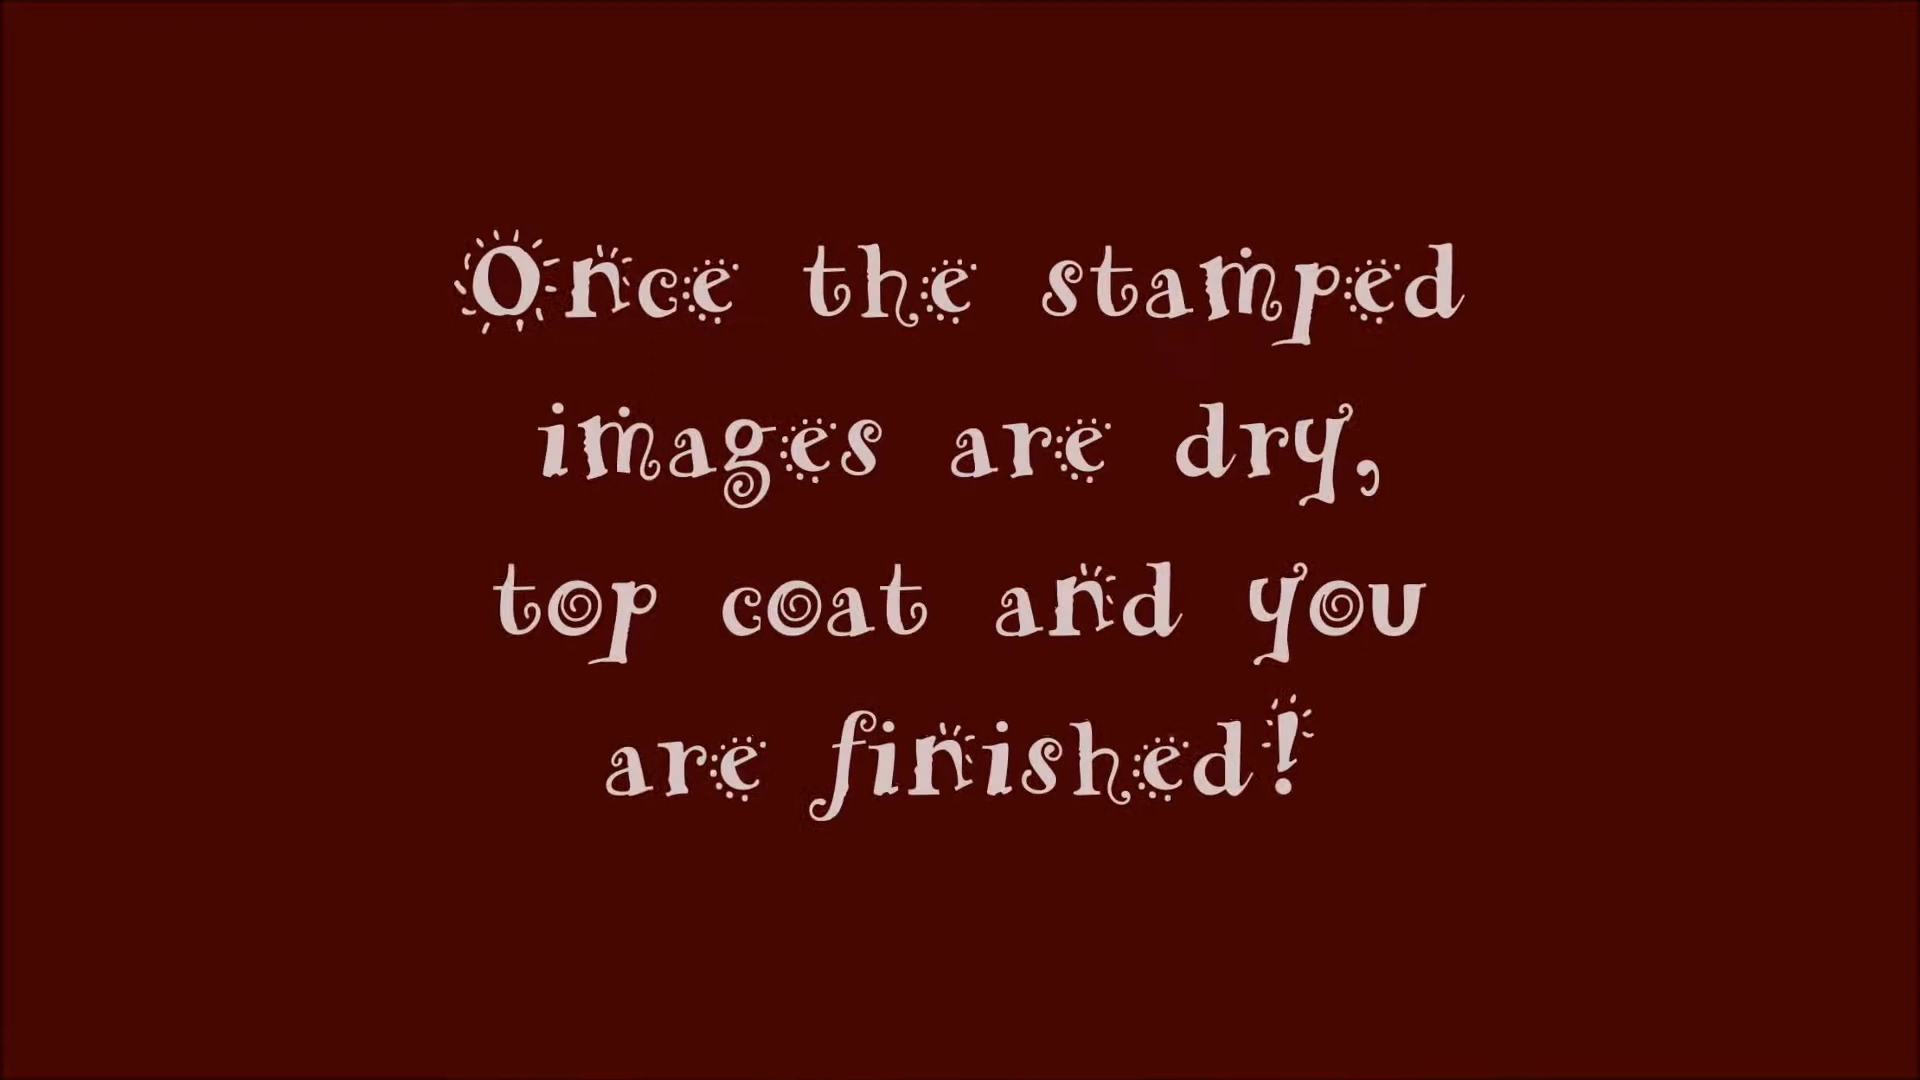 Once the stamped
images are dry,
top coat and you
are finished!